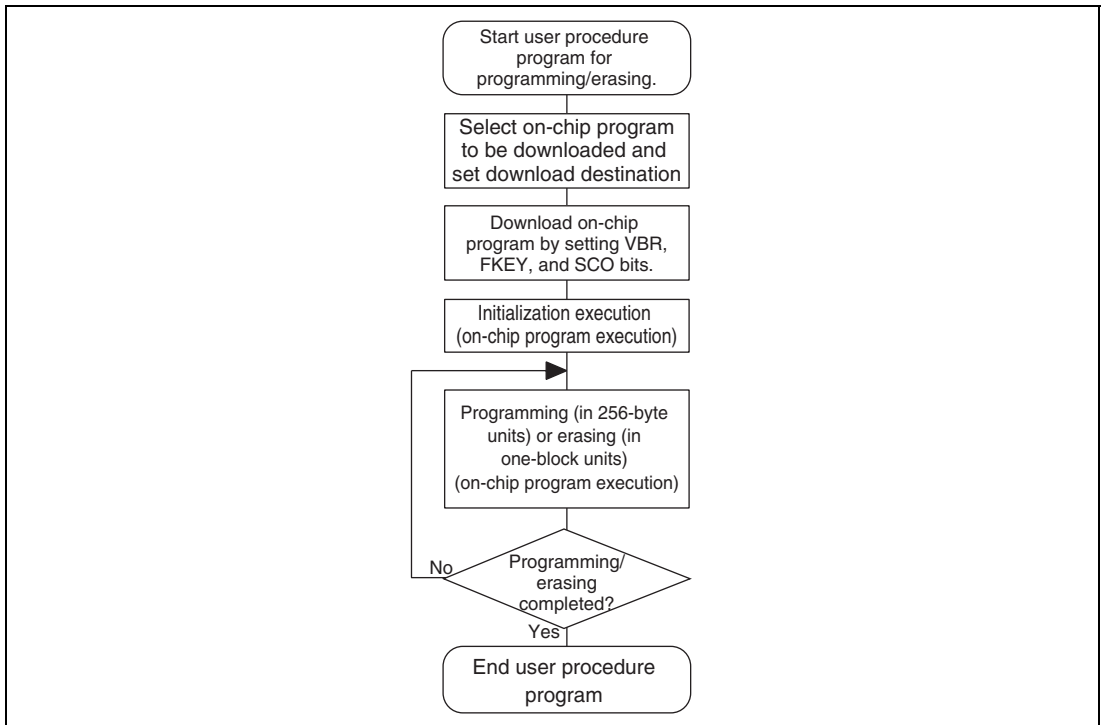 Start user procedure
program for
programming/erasing.
Select on-chip program
to be downloaded and
set download destination
Download on-chip
program by setting VBR,
FKEY, and SCO bits.
Initialization execution
(on-chip program execution)
Programming (in 256-byte
units) or erasing (in
one-block units)
(on-chip program execution)
No
Programming/
erasing
completed?
Yes
End user procedure
program